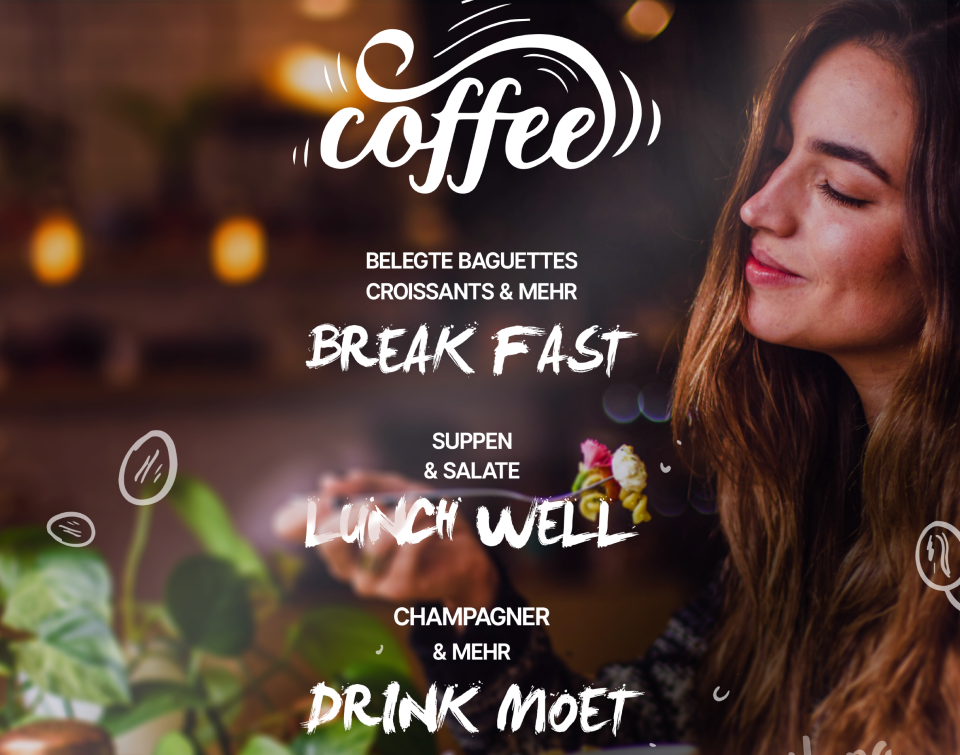 coffee
BELEGTE BAGUETTES
CROISSANTS & MEHR
BREAK FAST
SUPPEN
& SALATE
LUNCH WELL
CHAMPAGNER
& MEHR
DRINK MOET